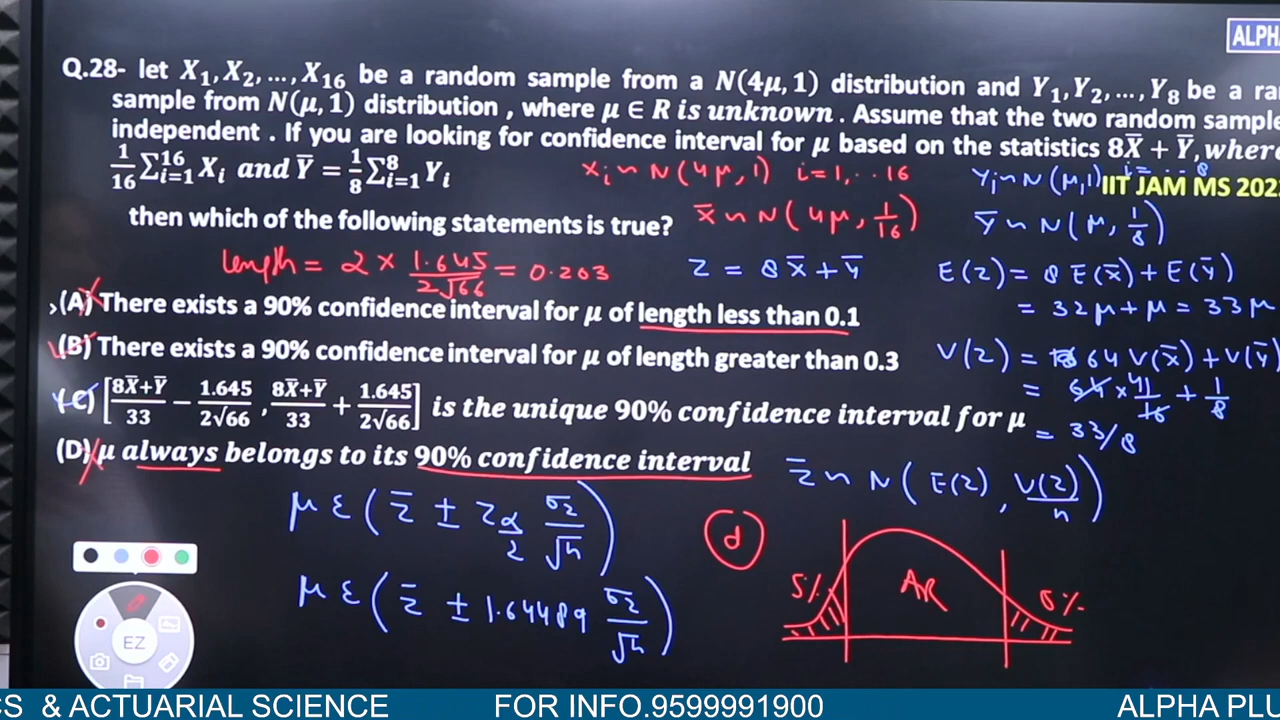 ALPH
Q.28- let X₁, X₂, ..., X₁₆ be a random sample from a N(4μ, 1) distribution and Y₁, Y₂, ..., Y₈ be a ra
sample from N(μ, 1) distribution , where μ ∈ R is unknown . Assume that the two random sample
independent . If you are looking for confidence interval for μ based on the statistics 8X̄ + Ȳ, where
1/16 ∑ᵢ₌₁¹⁶ Xᵢ and Ȳ = 1/8 ∑ᵢ₌₁⁸ Yᵢ
Xᵢ ~ N(4μ, 1) i = 1, .. 16
Yᵢ ~ N(μ, 1) i = ... 8
IIT JAM MS 202
then which of the following statements is true?
X̄ ~ N(4μ, 1/16)
Ȳ ~ N(μ, 1/8)
length = 2 × 1.645/2√66 = 0.203
Z = 8X̄ + Ȳ
E(Z) = 8 E(X̄) + E(Ȳ)
= 32μ + μ = 33μ
(A) There exists a 90% confidence interval for μ of length less than 0.1
(B) There exists a 90% confidence interval for μ of length greater than 0.3
V(Z) = 64 V(X̄) + V(Ȳ)
= 64 × 1/16 + 1/8
(C) [8X̄+Ȳ/33 − 1.645/2√66 , 8X̄+Ȳ/33 + 1.645/2√66] is the unique 90% confidence interval for μ
= 33/8
(D) μ always belongs to its 90% confidence interval
Z̄ ~ N(E(Z), V(Z)/n)
μ ε (Z̄ ± Zα/2 σz/√n)
d
μ ε (Z̄ ± 1.64489 σz/√n)
5% AR 5%
EZ
CS & ACTUARIAL SCIENCE FOR INFO.9599991900 ALPHA PLU